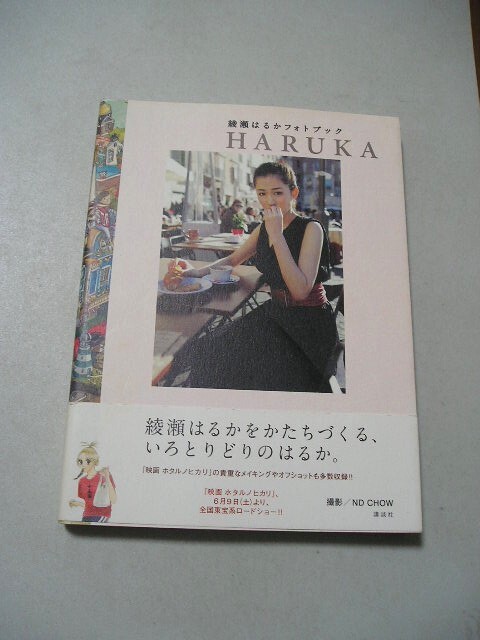 綾瀬はるかフォトブック
HARUKA
綾瀬はるかをかたちづくる、
いろとりどりのはるか。
「映画 ホタルノヒカリ」の貴重なメイキングやオフショットも多数収録!!
「映画 ホタルノヒカリ」、
6月9日(土)より、
全国東宝系ロードショー!!
撮影／ND CHOW
講談社